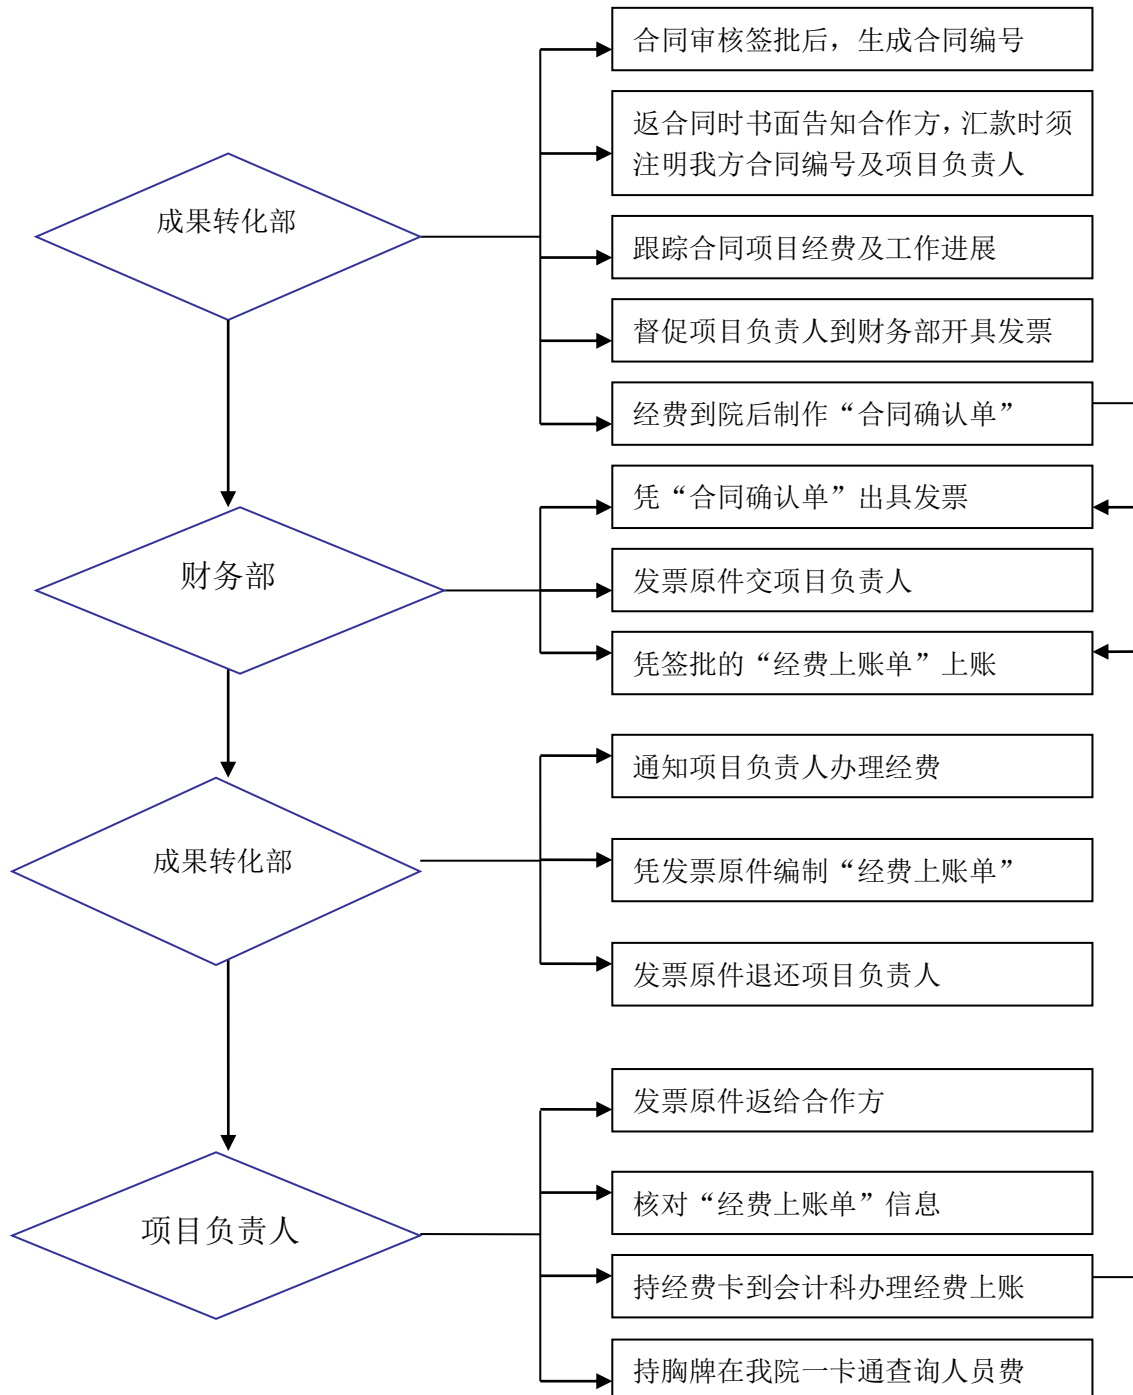 合同审核签批后，生成合同编号
返合同时书面告知合作方，汇款时须
注明我方合同编号及项目负责人
成果转化部
跟踪合同项目经费及工作进展
督促项目负责人到财务部开具发票
经费到院后制作“合同确认单”
凭“合同确认单”出具发票
财务部
发票原件交项目负责人
凭签批的“经费上账单”上账
通知项目负责人办理经费
成果转化部
凭发票原件编制“经费上账单”
发票原件退还项目负责人
发票原件返给合作方
核对“经费上账单”信息
项目负责人
持经费卡到会计科办理经费上账
持胸牌在我院一卡通查询人员费